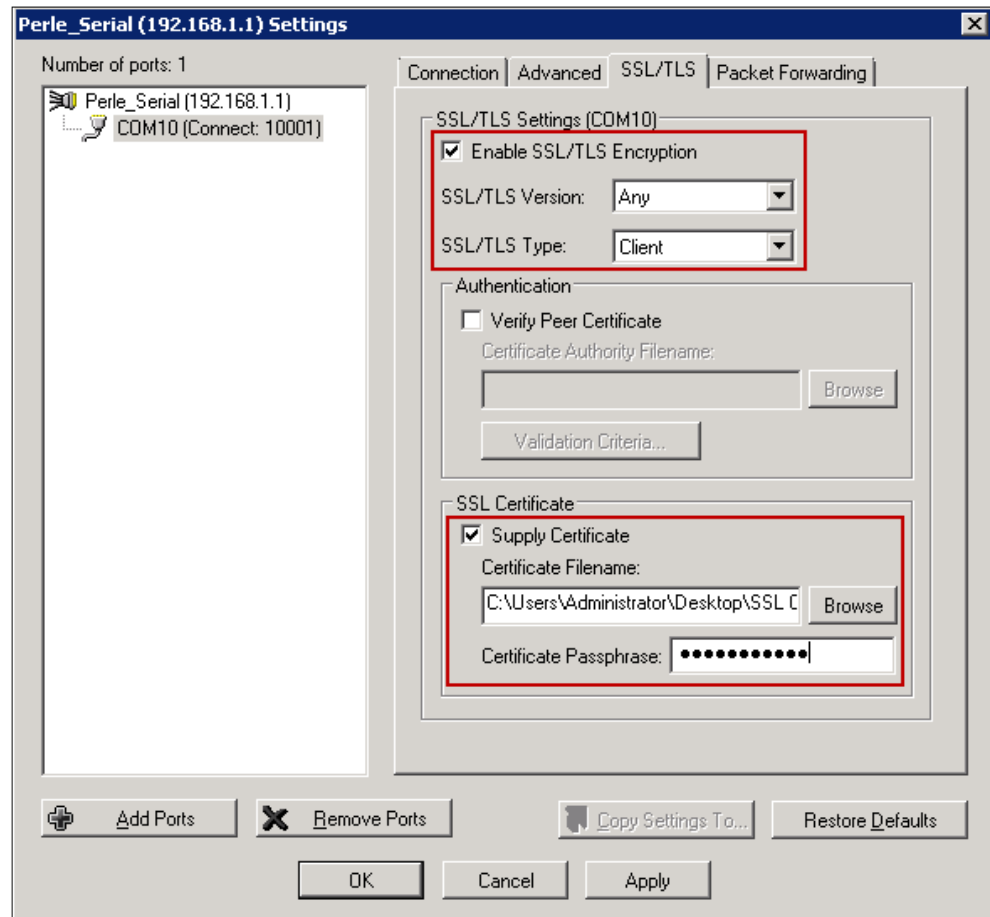 Perle_Serial (192.168.1.1) Settings
Number of ports: 1
Perle_Serial (192.168.1.1)
COM10 (Connect: 10001)
Connection
Advanced
SSL/TLS
Packet Forwarding
SSL/TLS Settings (COM10)
Enable SSL/TLS Encryption
SSL/TLS Version: Any
SSL/TLS Type: Client
Authentication
Verify Peer Certificate
Certificate Authority Filename:
Browse
Validation Criteria...
SSL Certificate
Supply Certificate
Certificate Filename:
C:\Users\Administrator\Desktop\SSL C
Browse
Certificate Passphrase: ●●●●●●●●●●●
Add Ports
Remove Ports
Copy Settings To...
Restore Defaults
OK
Cancel
Apply